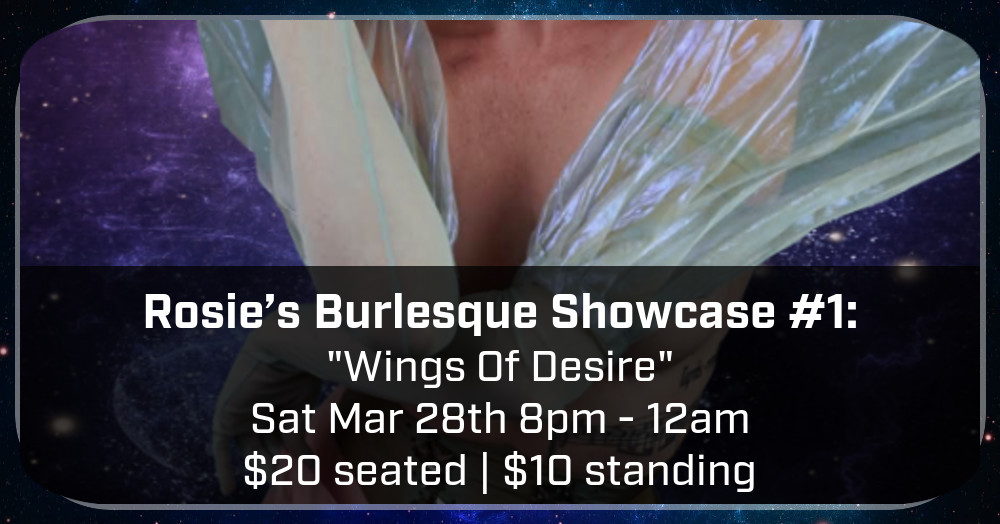 Rosie’s Burlesque Showcase #1:
"Wings Of Desire"
Sat Mar 28th 8pm - 12am
$20 seated | $10 standing